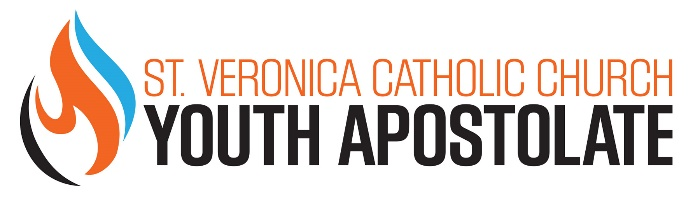 ST. VERONICA CATHOLIC CHURCH
YOUTH APOSTOLATE